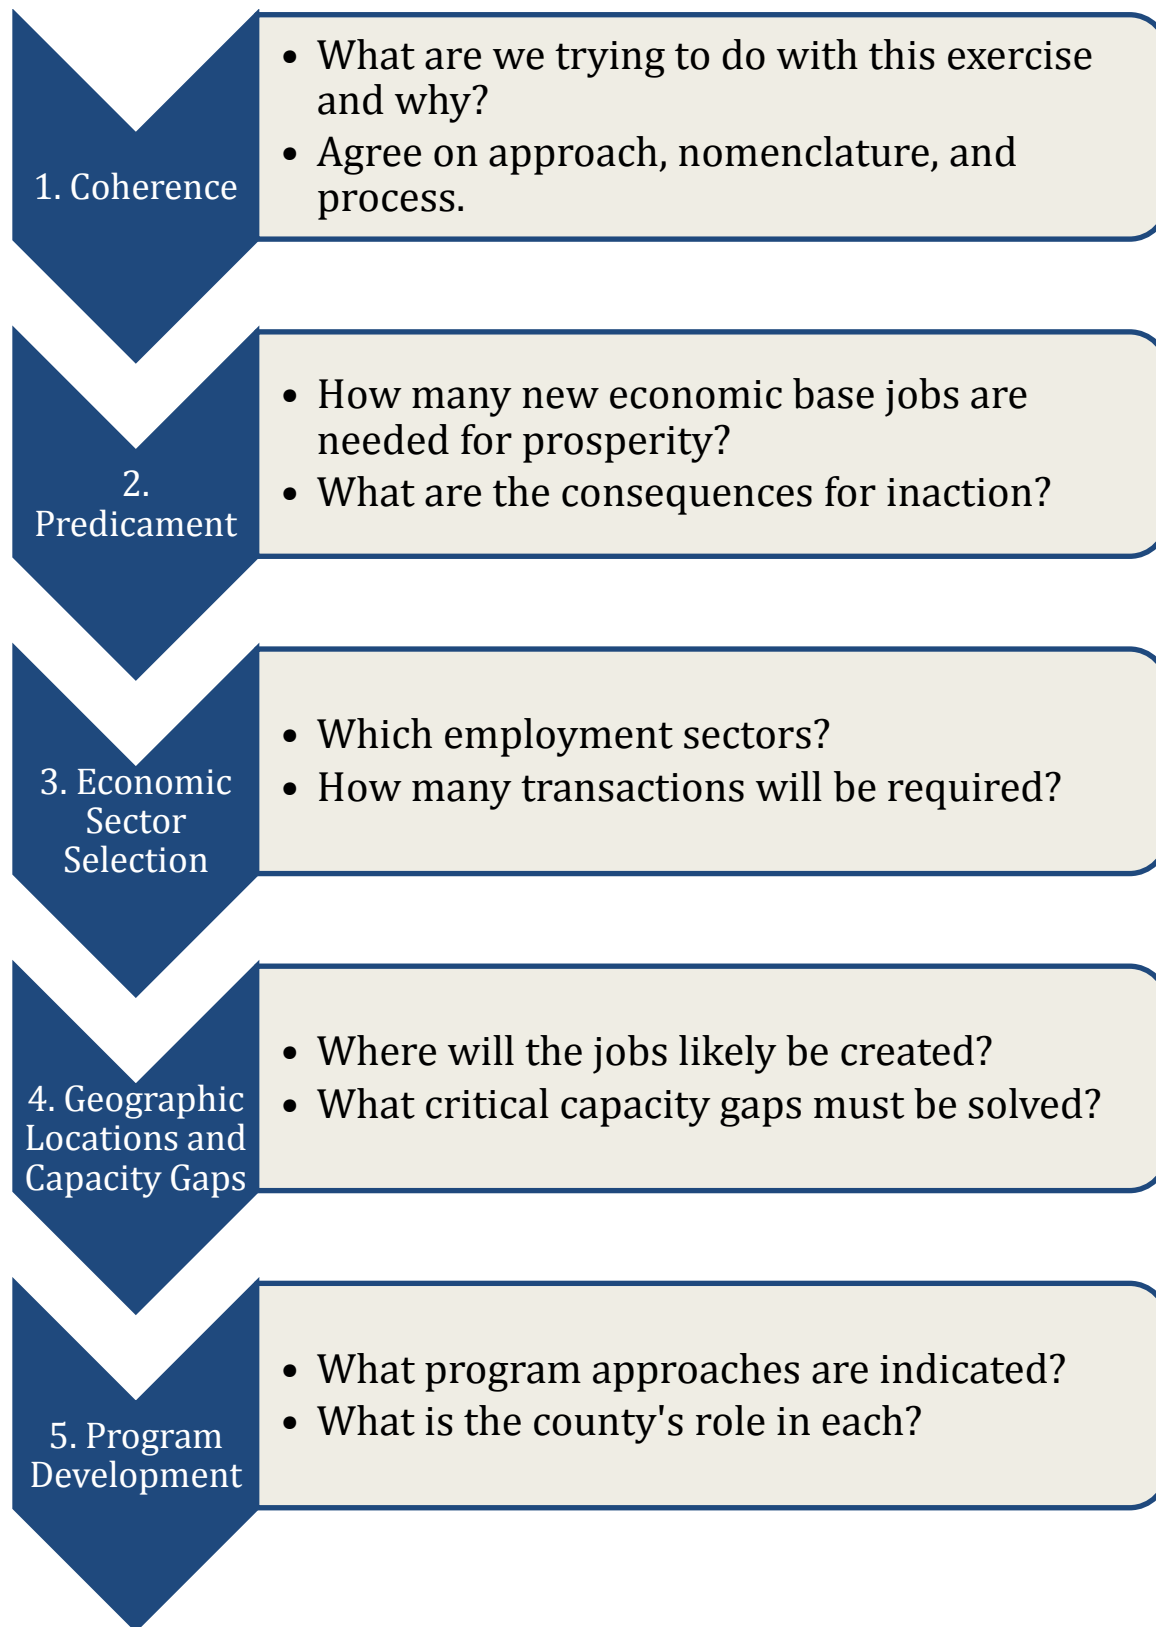 1. Coherence
• What are we trying to do with this exercise
and why?
• Agree on approach, nomenclature, and
process.
2.
Predicament
• How many new economic base jobs are
needed for prosperity?
• What are the consequences for inaction?
3. Economic
Sector
Selection
• Which employment sectors?
• How many transactions will be required?
4. Geographic
Locations and
Capacity Gaps
• Where will the jobs likely be created?
• What critical capacity gaps must be solved?
5. Program
Development
• What program approaches are indicated?
• What is the county's role in each?